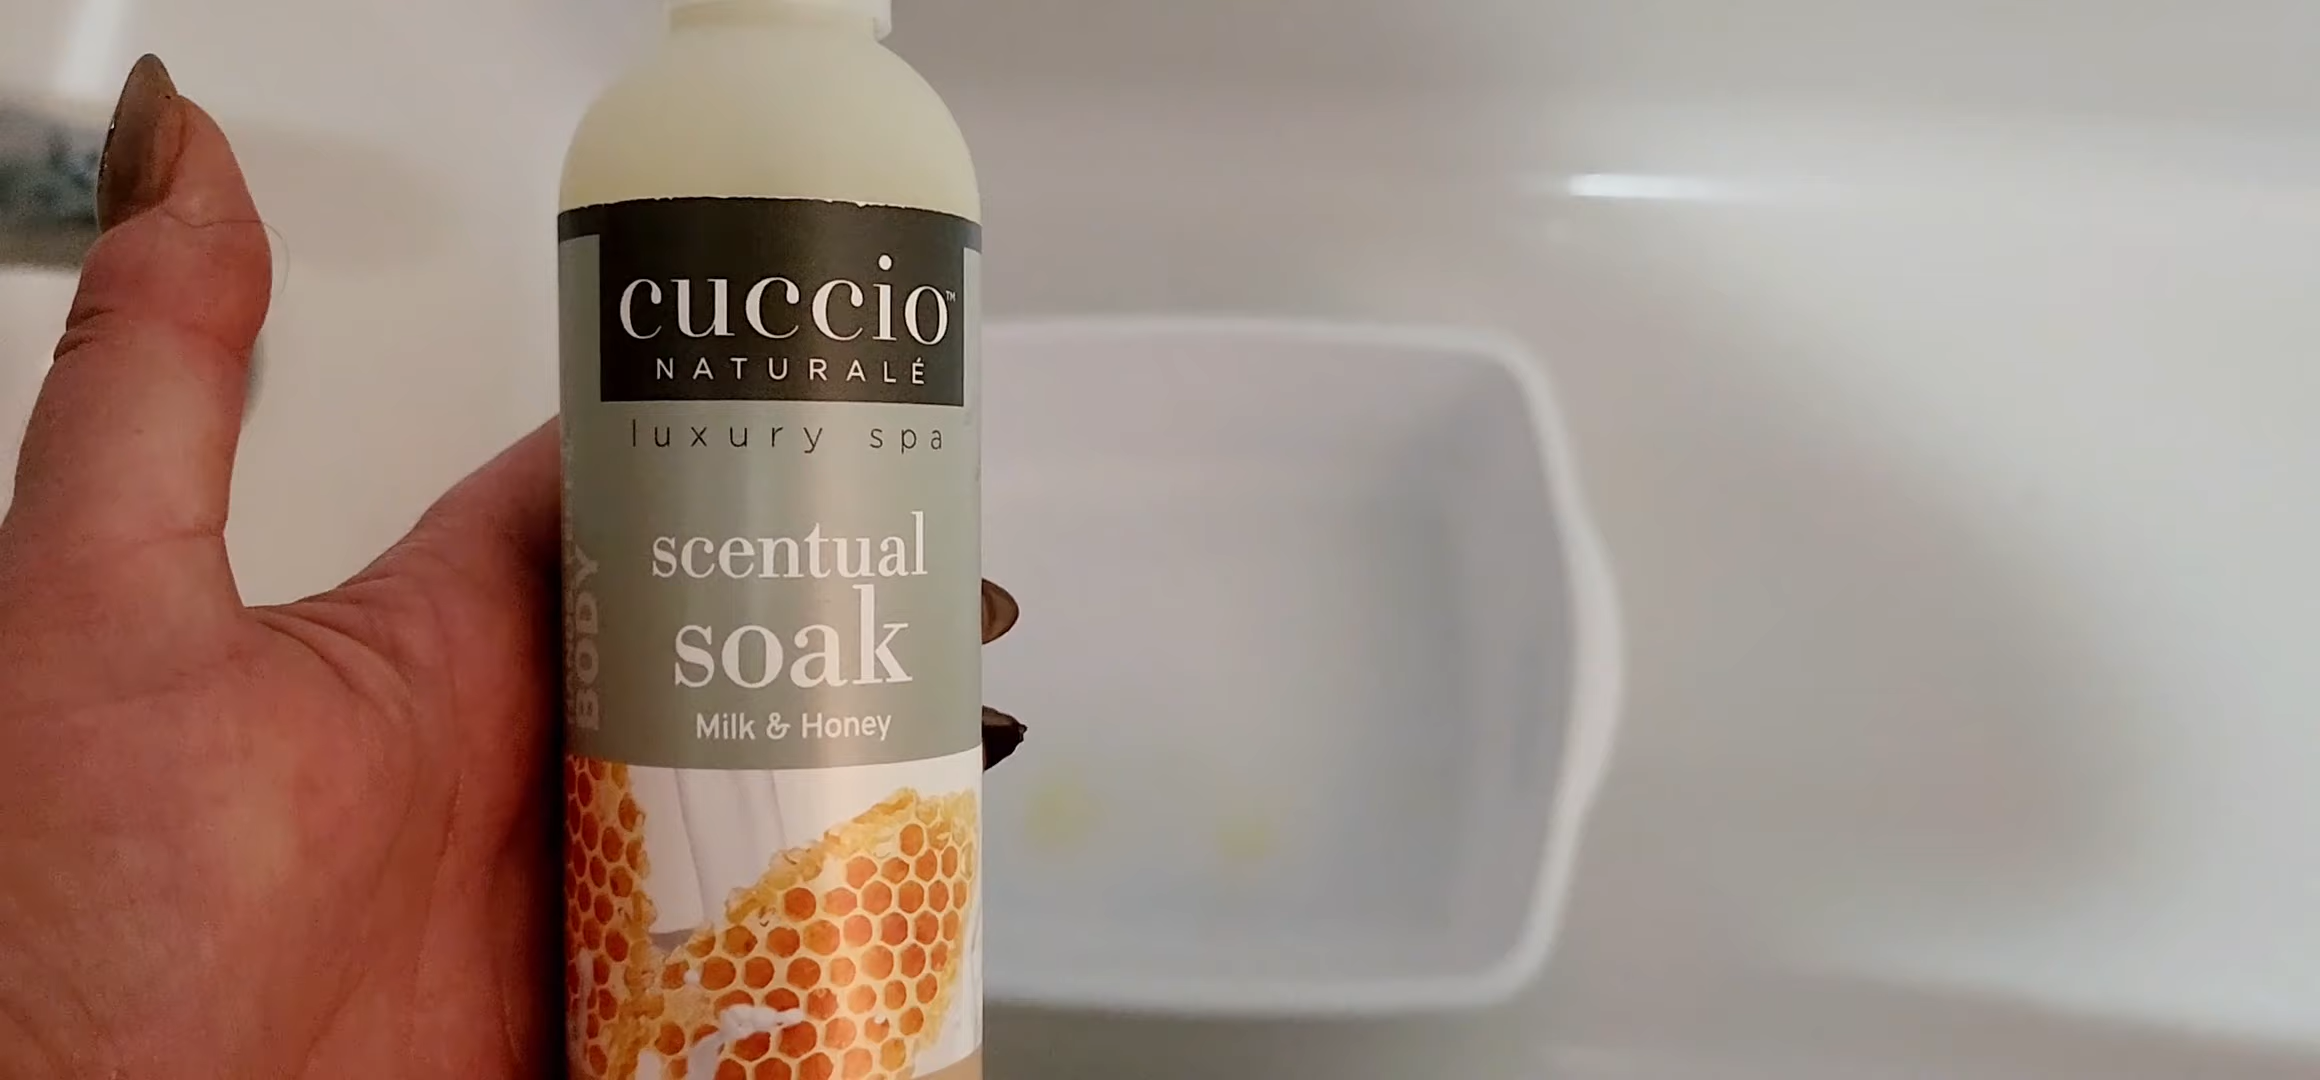 cuccio™
NATURALÉ
luxury spa
scentual
soak
Milk & Honey
BODY